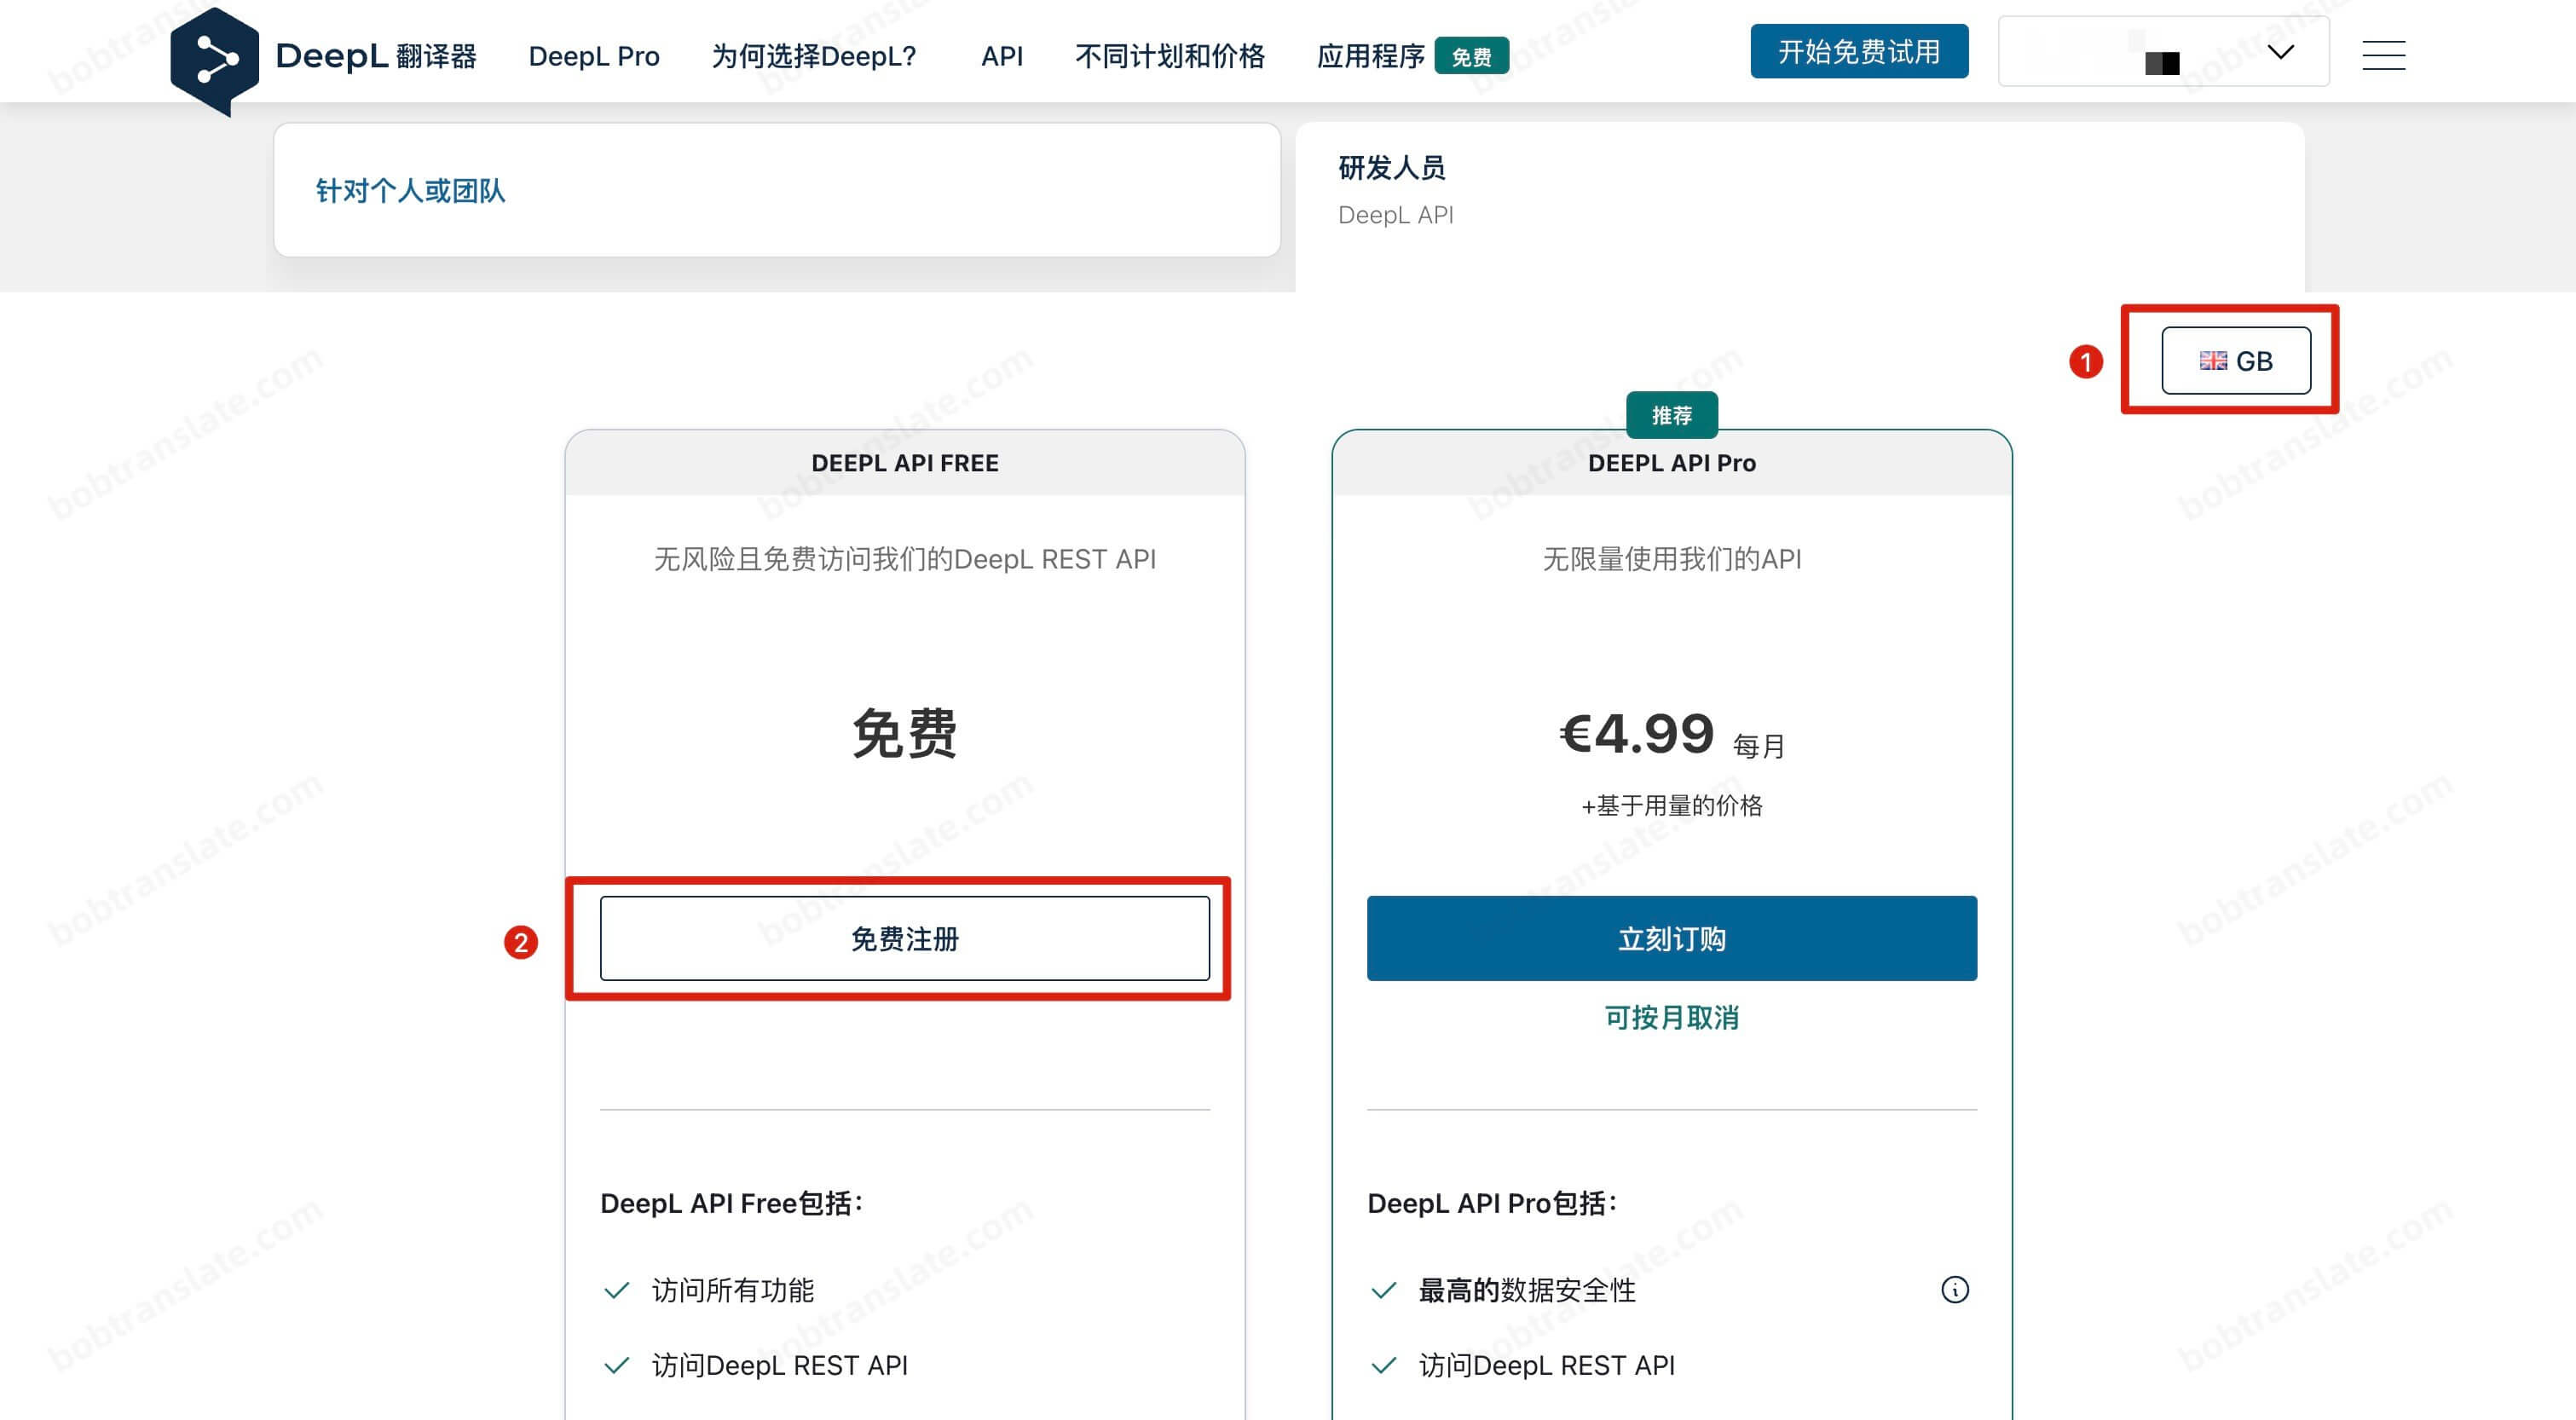 DeepL 翻译器 DeepL Pro 为何选择DeepL? API 不同计划和价格 应用程序 免费 开始免费试用
针对个人或团队
研发人员
DeepL API
1 GB
推荐
DEEPL API FREE
无风险且免费访问我们的DeepL REST API
免费
2 免费注册
DeepL API Free包括：
访问所有功能
访问DeepL REST API
DEEPL API Pro
无限量使用我们的API
€4.99 每月
+基于用量的价格
立刻订购
可按月取消
DeepL API Pro包括：
最高的数据安全性
访问DeepL REST API
bobtranslate.com